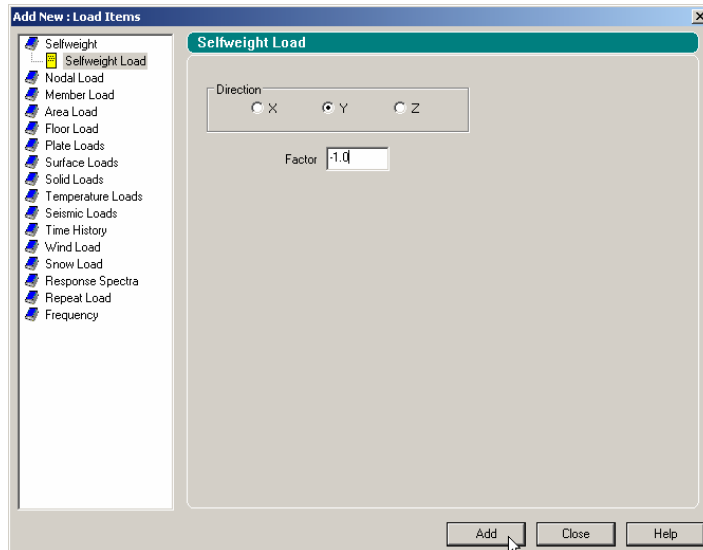 Add New : Load Items
Selfweight
Selfweight Load
Nodal Load
Member Load
Area Load
Floor Load
Plate Loads
Surface Loads
Solid Loads
Temperature Loads
Seismic Loads
Time History
Wind Load
Snow Load
Response Spectra
Repeat Load
Frequency
Selfweight Load
Direction
X Y Z
Factor -1.0
Add Close Help